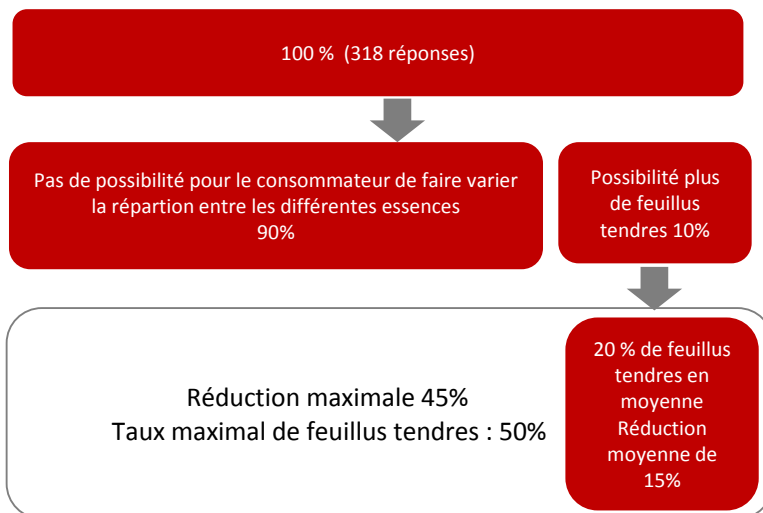 100 % (318 réponses)
Pas de possibilité pour le consommateur de faire varier
la répartion entre les différentes essences
90%
Possibilité plus
de feuillus
tendres 10%
Réduction maximale 45%
Taux maximal de feuillus tendres : 50%
20 % de feuillus
tendres en
moyenne
Réduction
moyenne de
15%